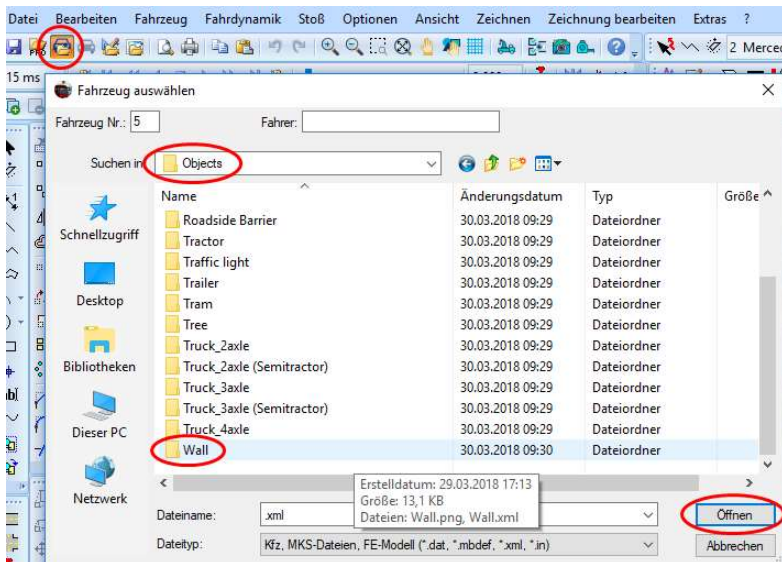 Datei Bearbeiten Fahrzeug Fahrdynamik Stoß Optionen Ansicht Zeichnen Zeichnung bearbeiten Extras ?
2 Merced
15 ms
Fahrzeug auswählen
Fahrzeug Nr.: 5 Fahrer:
Suchen in Objects
Name Änderungsdatum Typ Größe
Roadside Barrier 30.03.2018 09:29 Dateiordner
Tractor 30.03.2018 09:29 Dateiordner
Traffic light 30.03.2018 09:29 Dateiordner
Trailer 30.03.2018 09:29 Dateiordner
Tram 30.03.2018 09:29 Dateiordner
Tree 30.03.2018 09:29 Dateiordner
Truck_2axle 30.03.2018 09:29 Dateiordner
Truck_2axle (Semitractor) 30.03.2018 09:29 Dateiordner
Truck_3axle 30.03.2018 09:29 Dateiordner
Truck_3axle (Semitractor) 30.03.2018 09:29 Dateiordner
Truck_4axle 30.03.2018 09:29 Dateiordner
Wall 30.03.2018 09:30 Dateiordner
Schnellzugriff
Desktop
Bibliotheken
Dieser PC
Netzwerk
Erstelldatum: 29.03.2018 17:13
Größe: 13,1 KB
Dateien: Wall.png, Wall.xml
Dateiname: .xml Öffnen
Dateityp: Kfz, MKS-Dateien, FE-Modell (*.dat, *.mbdef, *.xml, *.in) Abbrechen